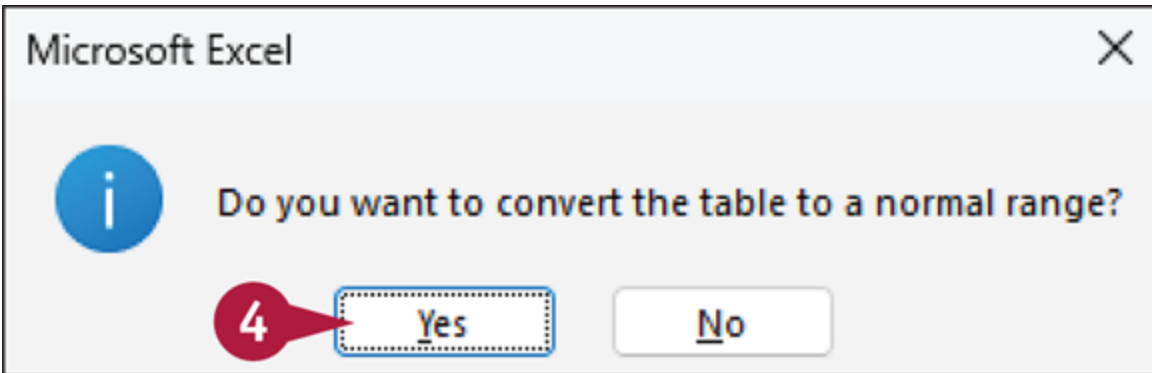 Microsoft Excel
i
Do you want to convert the table to a normal range?
4 Yes No